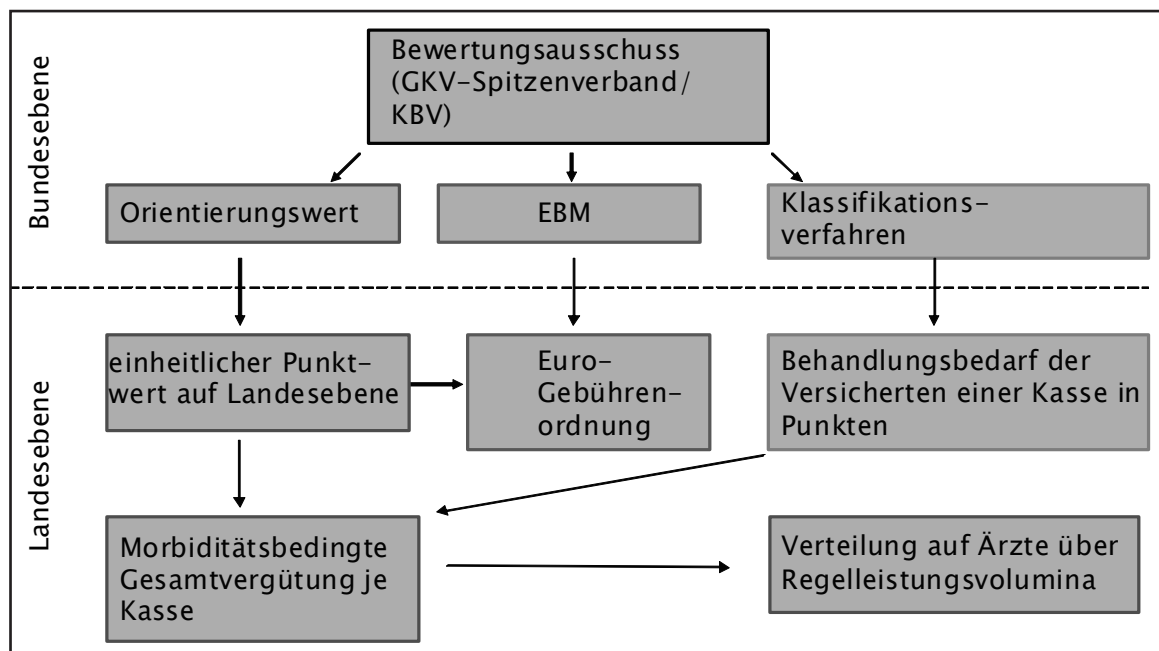 Bundesebene
Bewertungsausschuss
(GKV-Spitzenverband/
KBV)
Orientierungswert
EBM
Klassifikations-
verfahren
Landesebene
einheitlicher Punkt-
wert auf Landesebene
Euro-
Gebühren-
ordnung
Behandlungsbedarf der
Versicherten einer Kasse in
Punkten
Morbiditätsbedingte
Gesamtvergütung je
Kasse
Verteilung auf Ärzte über
Regelleistungsvolumina